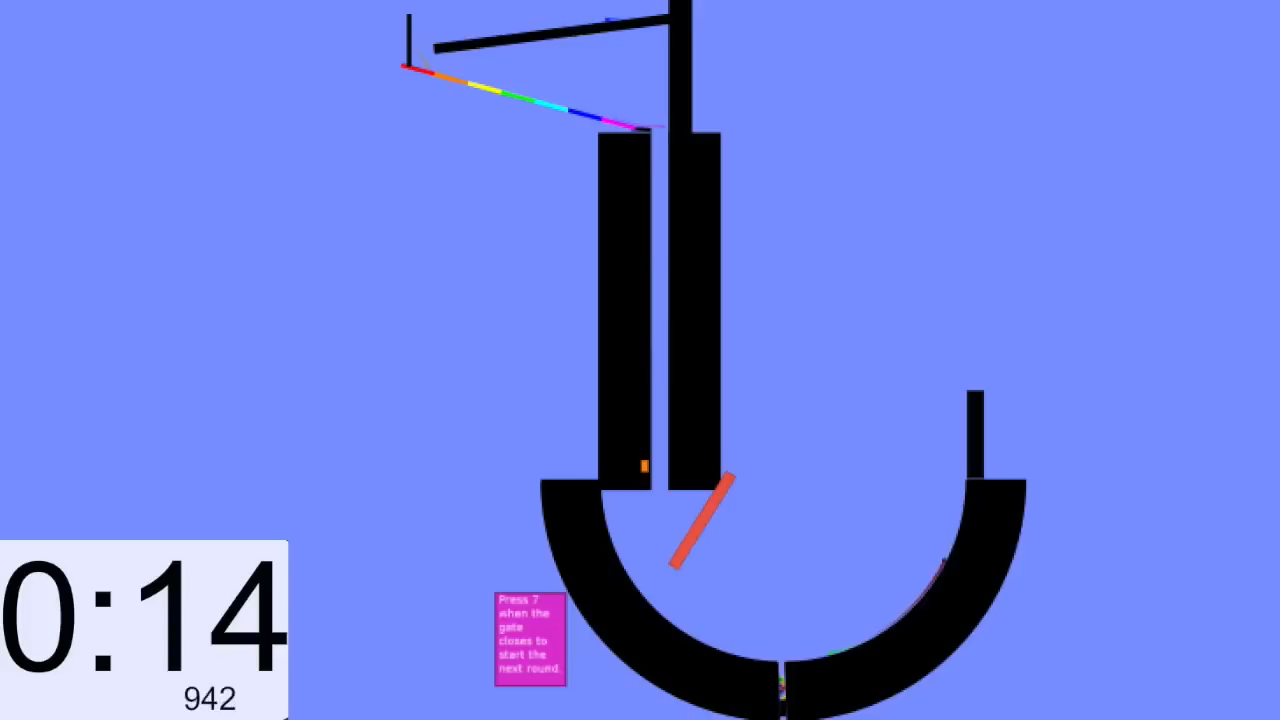 Press 7
when the
gate
closes to
start the
next round.
0:14
942